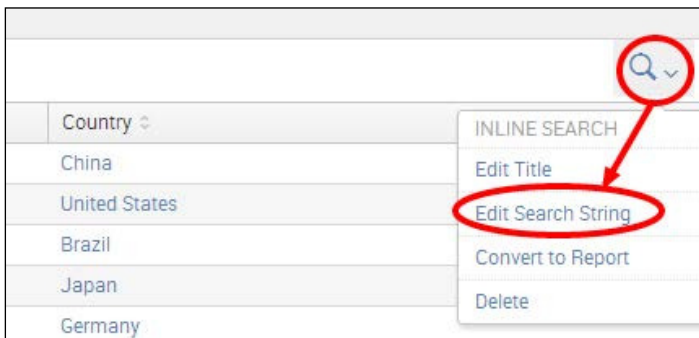 Country
China
United States
Brazil
Japan
Germany
INLINE SEARCH
Edit Title
Edit Search String
Convert to Report
Delete